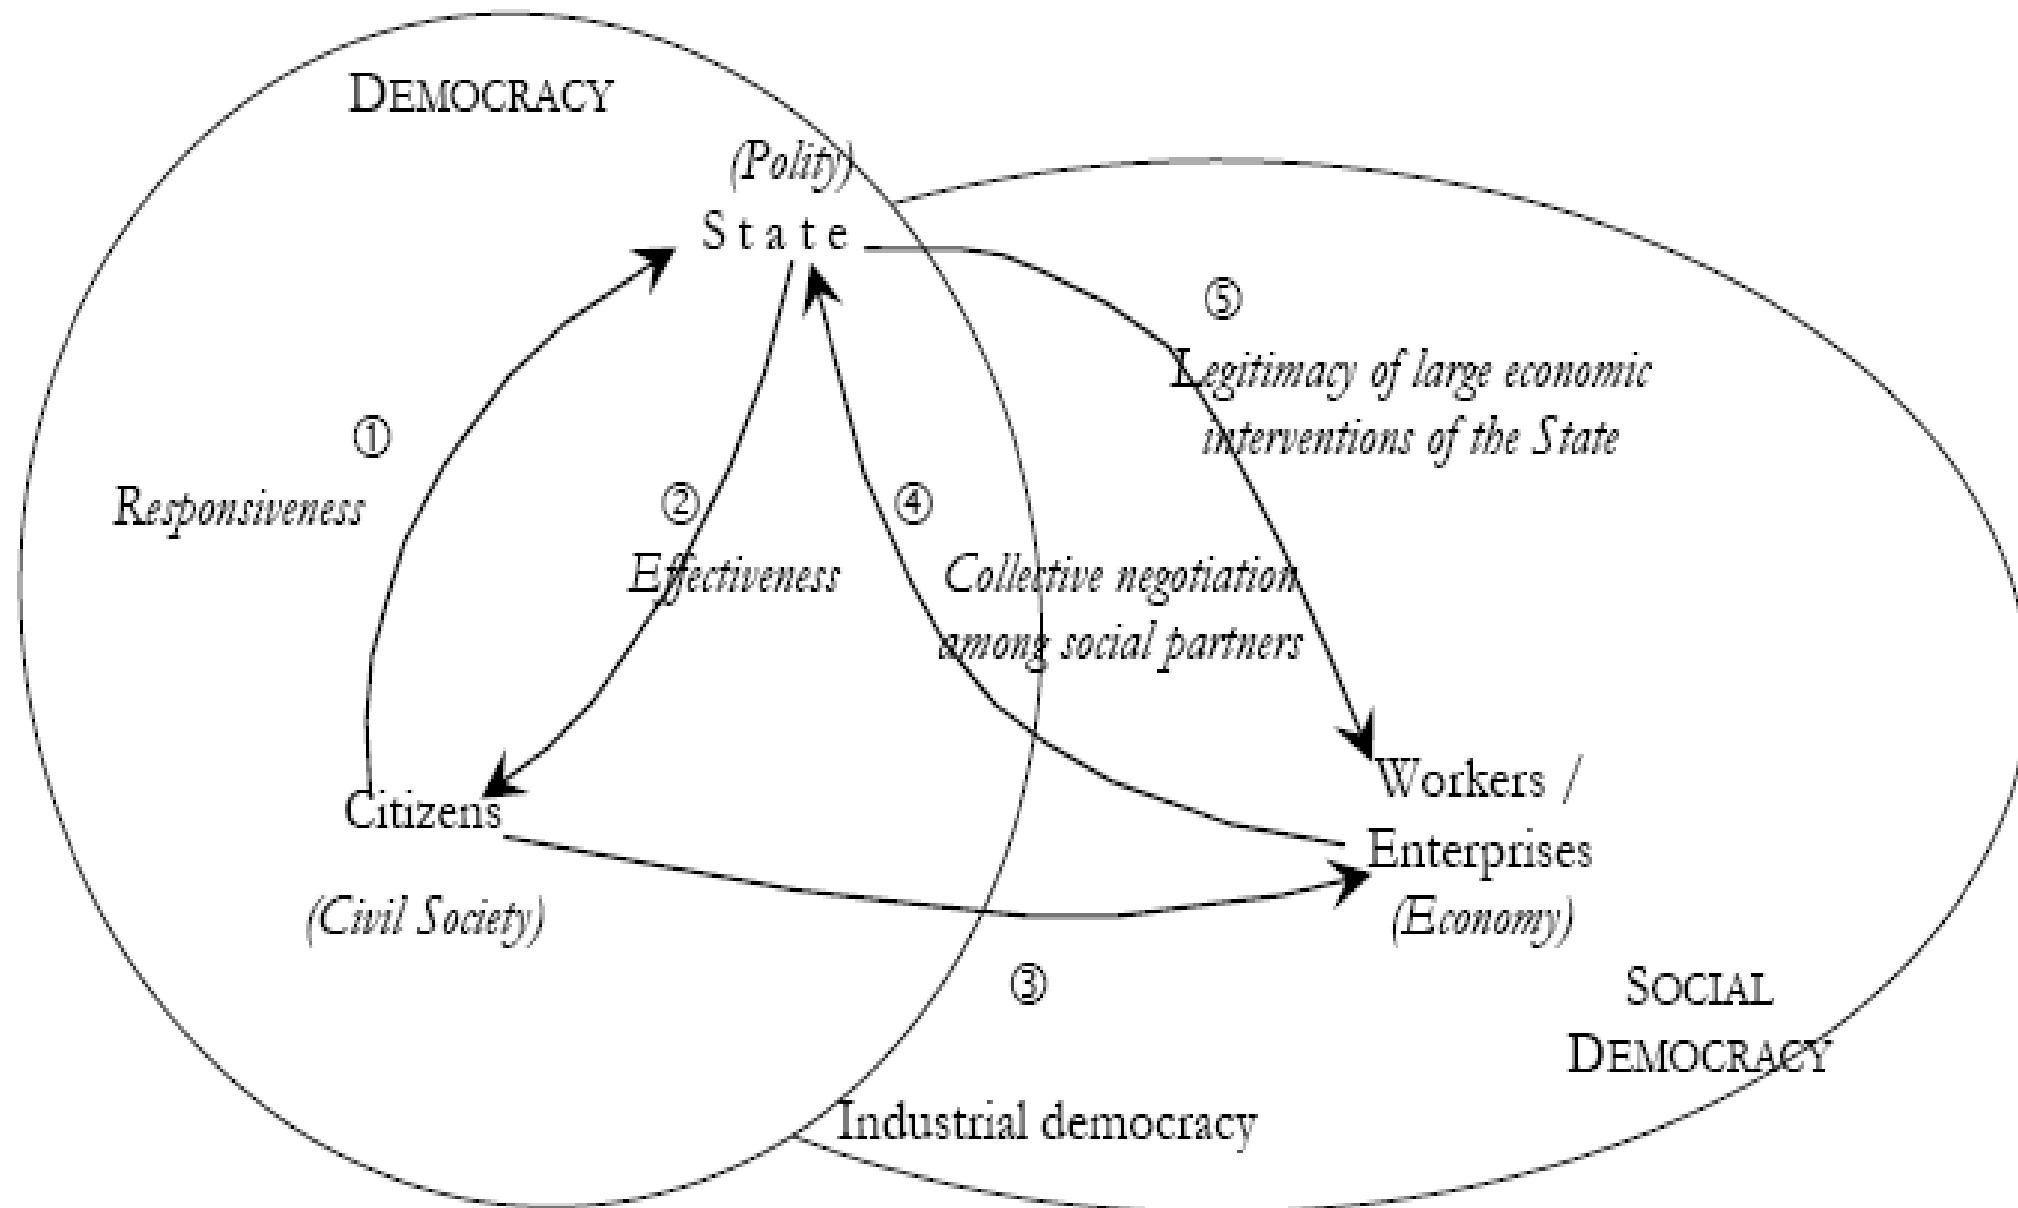 DEMOCRACY
(Polity)
State
⑤
Legitimacy of large economic
interventions of the State
①
Responsiveness
②
Effectiveness
④
Collective negotiation
among social partners
Citizens
(Civil Society)
Workers /
Enterprises
(Economy)
③
SOCIAL
DEMOCRACY
Industrial democracy